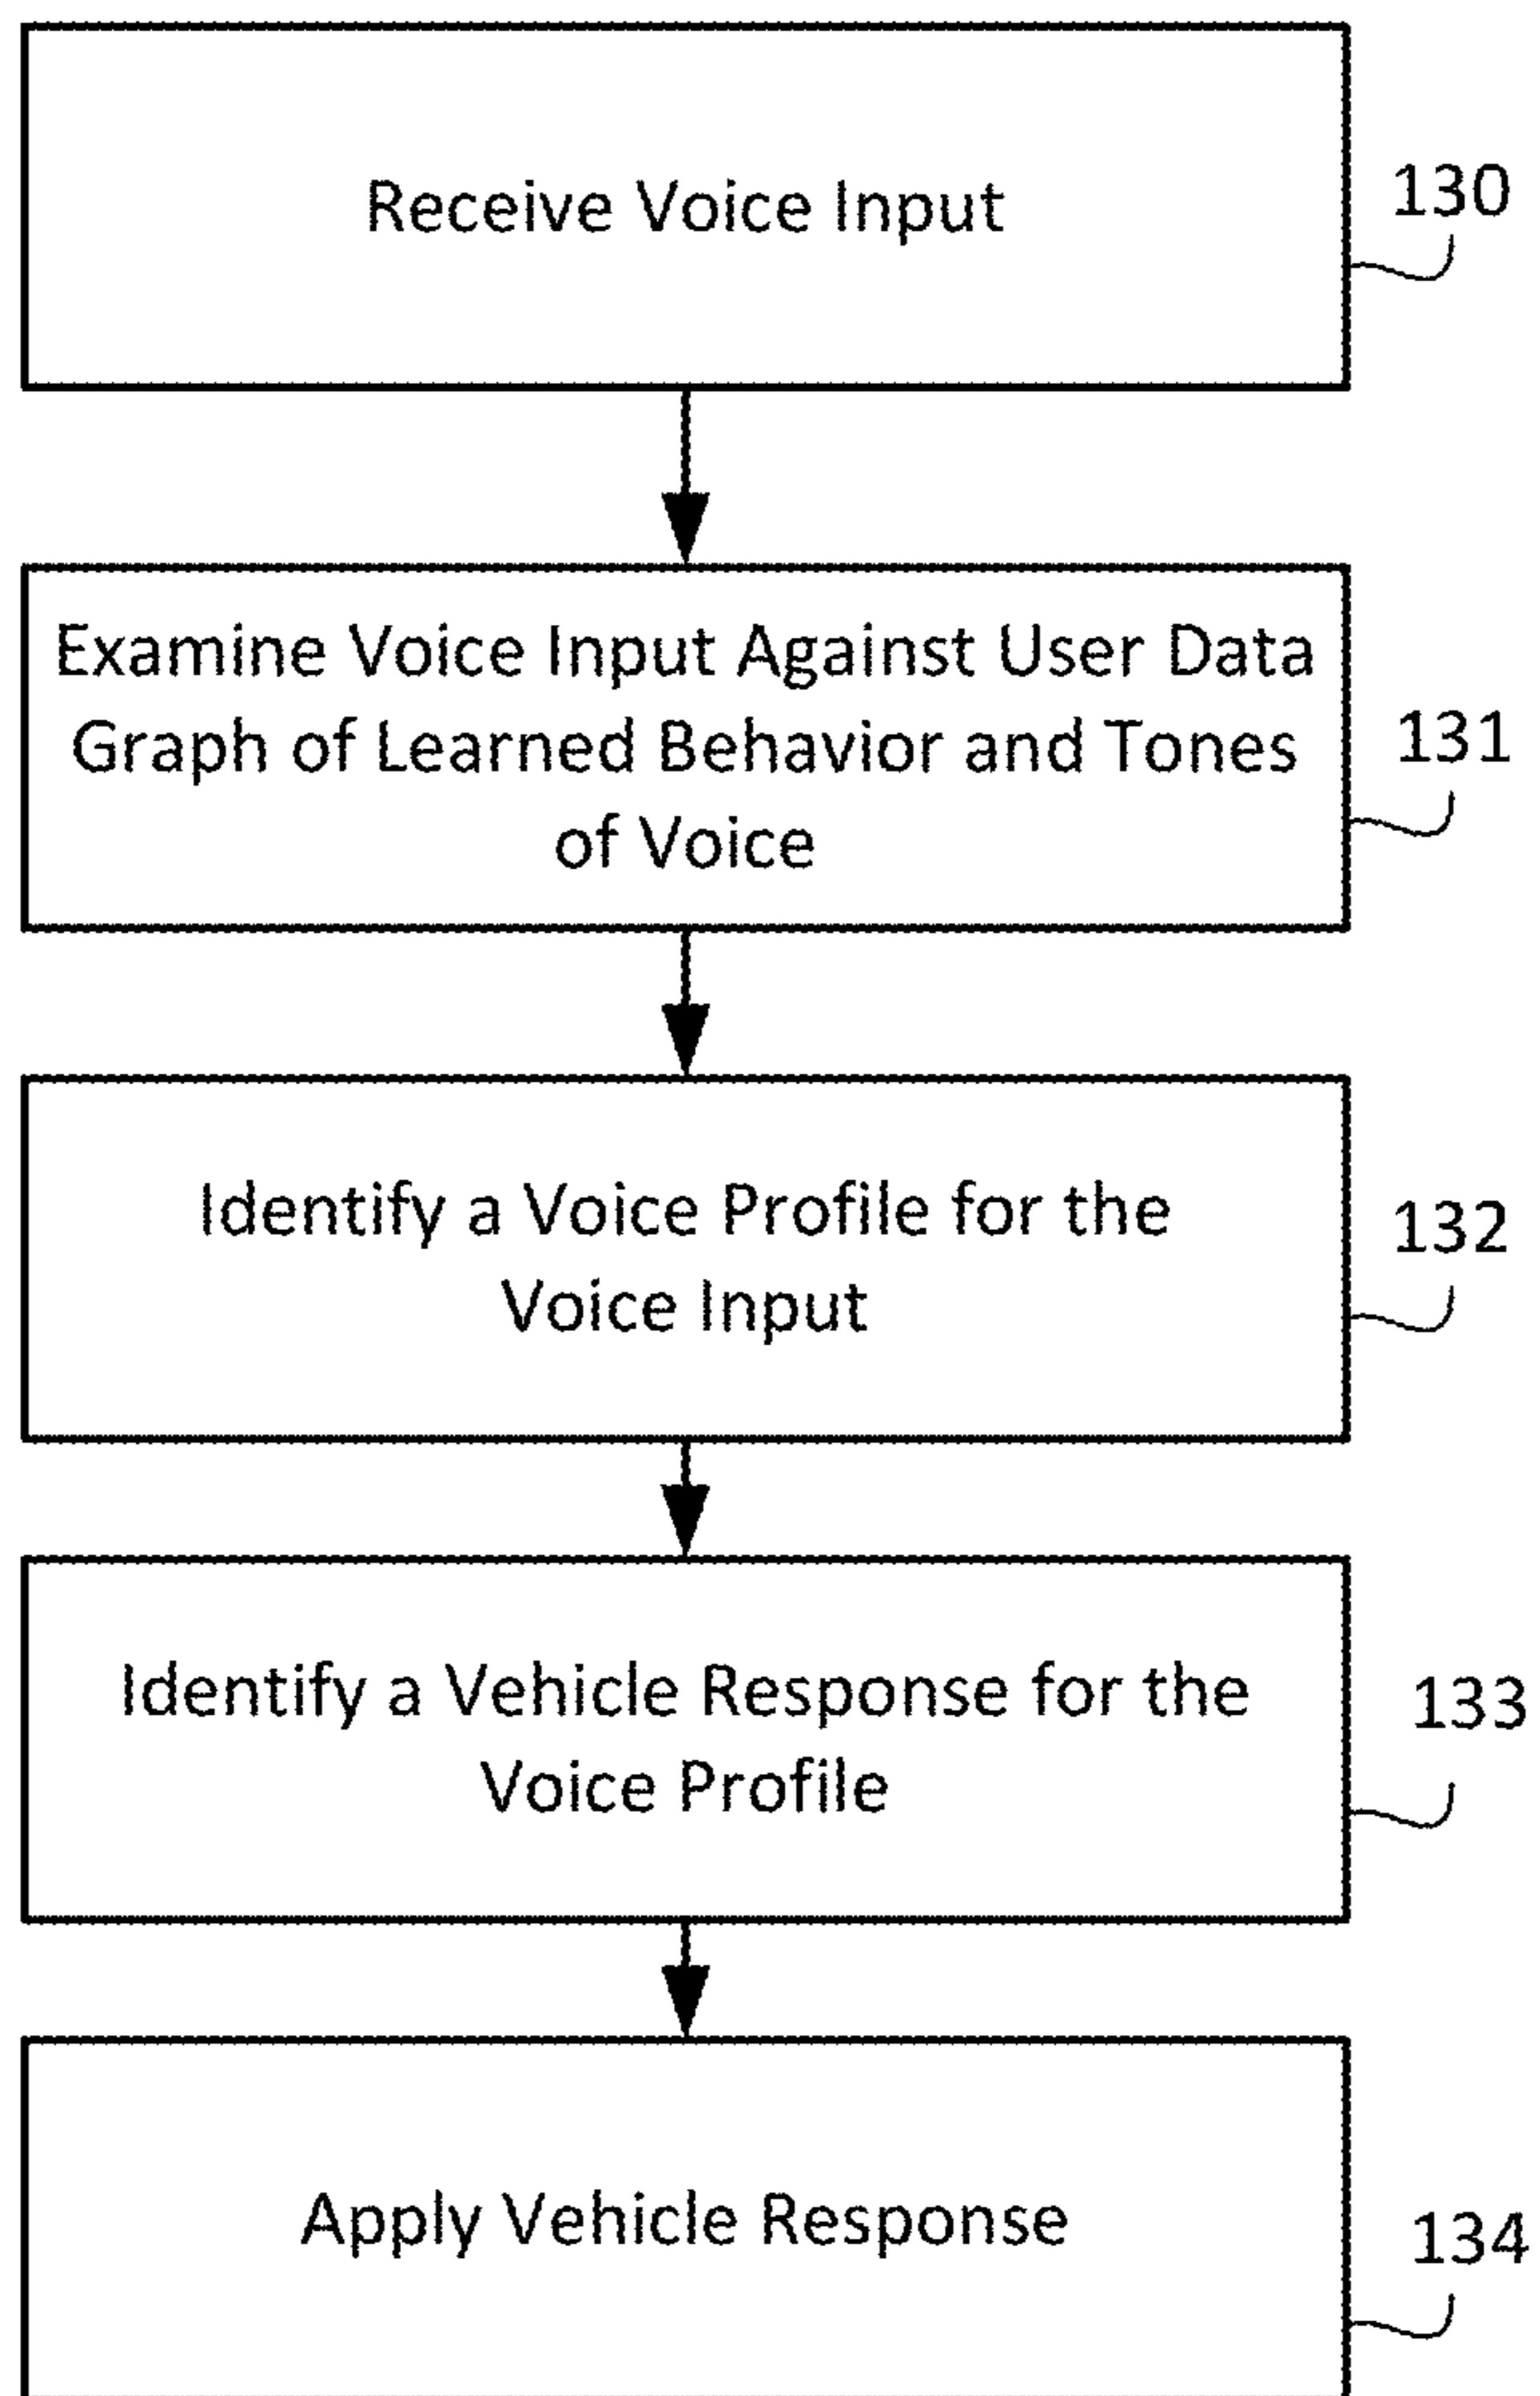 Receive Voice Input
130
Examine Voice Input Against User Data
Graph of Learned Behavior and Tones
of Voice
131
Identify a Voice Profile for the
Voice Input
132
Identify a Vehicle Response for the
Voice Profile
133
Apply Vehicle Response
134